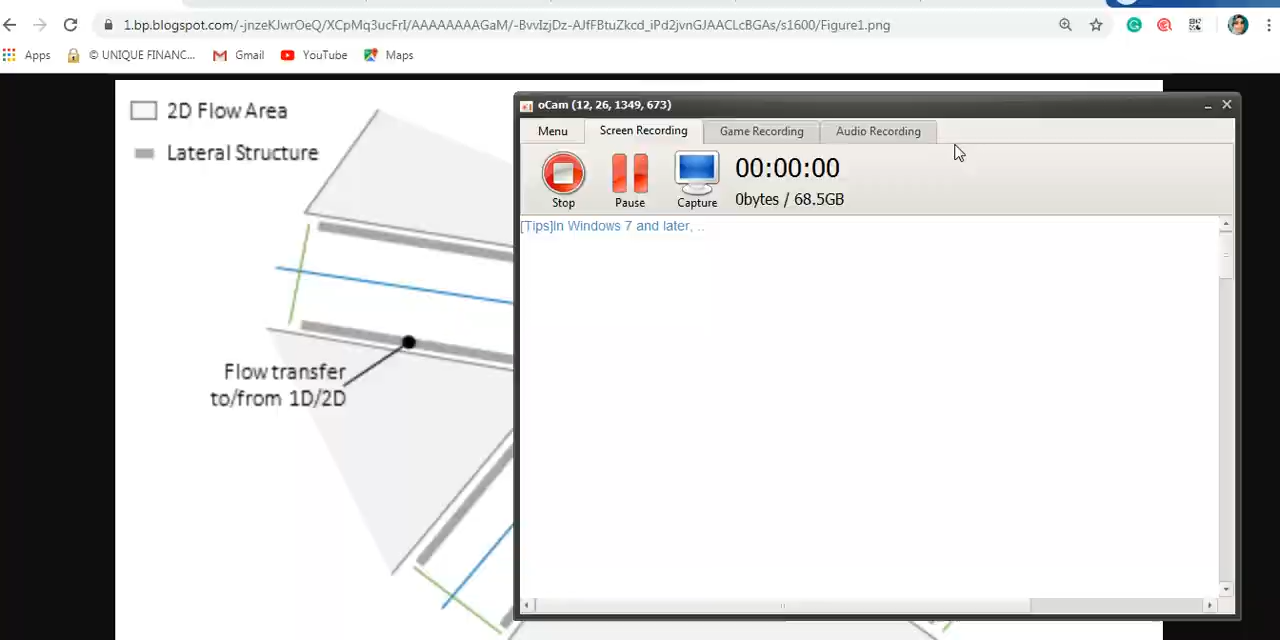 1.bp.blogspot.com/-jnzeKJwrOeQ/XCpMq3ucFrI/AAAAAAAAGaM/-BvvIzjDz-AJfFBtuZkcd_iPd2jvnGJAACLcBGAs/s1600/Figure1.png
Apps © UNIQUE FINANC... Gmail YouTube Maps
2D Flow Area
Lateral Structure
Flow transfer
to/from 1D/2D
oCam (12, 26, 1349, 673)
Menu Screen Recording Game Recording Audio Recording
00:00:00
Stop Pause Capture 0bytes / 68.5GB
[Tips]In Windows 7 and later, ..